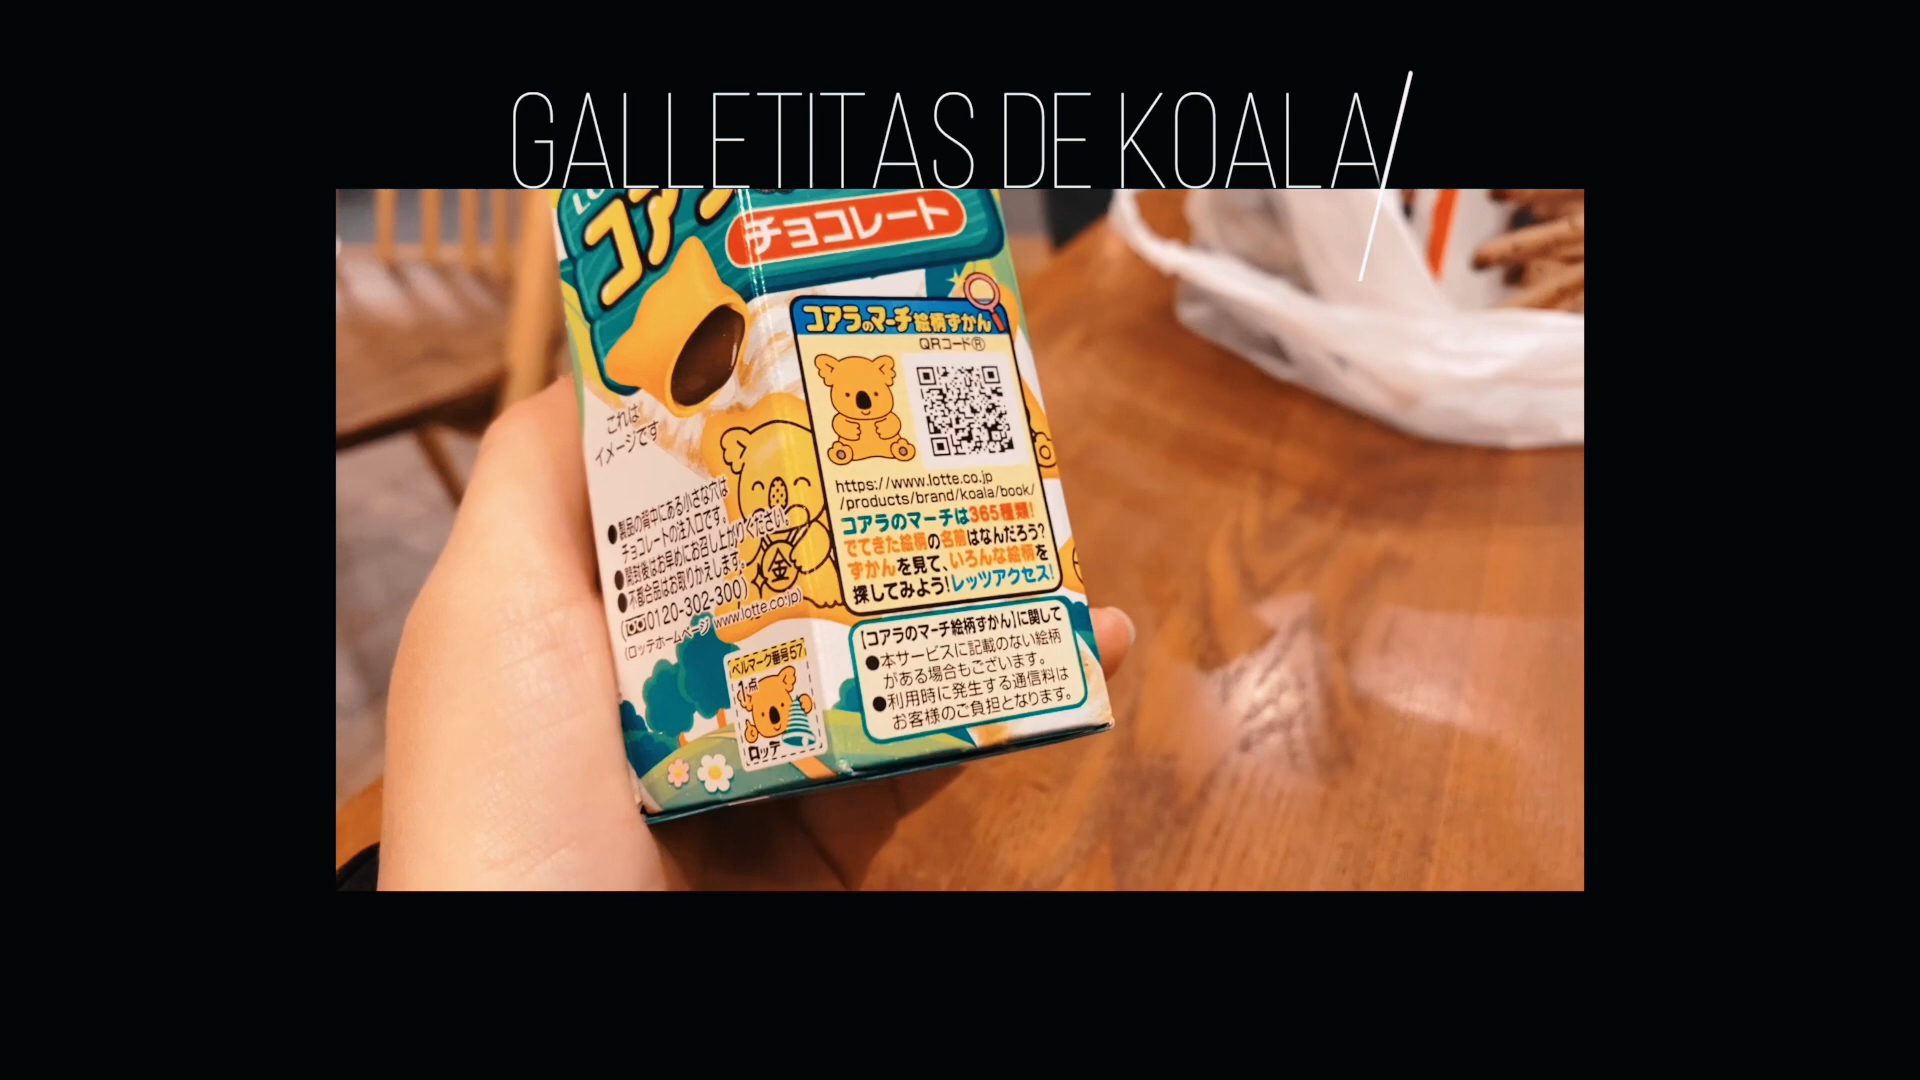 GALLETITAS DE KOALA
コア
チョコレート
コアラのマーチ絵柄ずかん
QRコードⓇ
https://www.lotte.co.jp
/products/brand/koala/book/
コアラのマーチは365種類!
でてきた絵柄の名前はなんだろう?
ずかんを見て、いろんな絵柄を
探してみよう!レッツアクセス!
【コアラのマーチ絵柄ずかん】に関して
●本サービスに記載のない絵柄
がある場合もございます。
●利用時に発生する通信料は
お客様のご負担となります。
これは
イメージです
●製品の背中にある小さな穴は
チョコレートの注入口です。
●開封後はお早めにお召し上がりください。
●不都合品はお取りかえします。
(0120-302-300)
(ロッテホームページ www.lotte.co.jp)
金
ベルマーク番号57
1点
ロッテ